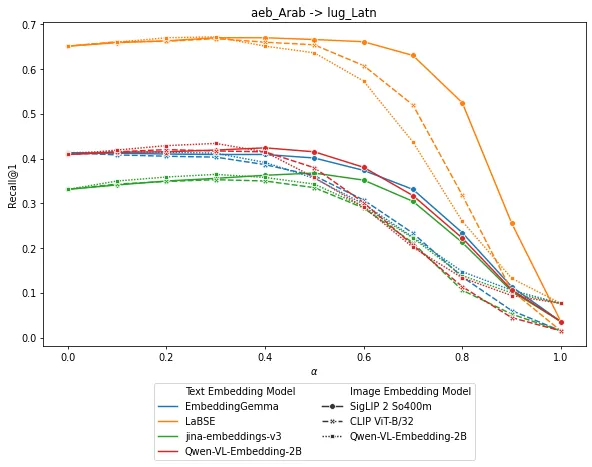 aeb_Arab -> lug_Latn
0.7
0.6
0.5
0.4
0.3
0.2
0.1
0.0
Recall@1
0.0 0.2 0.4 0.6 0.8 1.0
α
Text Embedding Model Image Embedding Model
EmbeddingGemma SigLIP 2 So400m
LaBSE CLIP ViT-B/32
jina-embeddings-v3 Qwen-VL-Embedding-2B
Qwen-VL-Embedding-2B